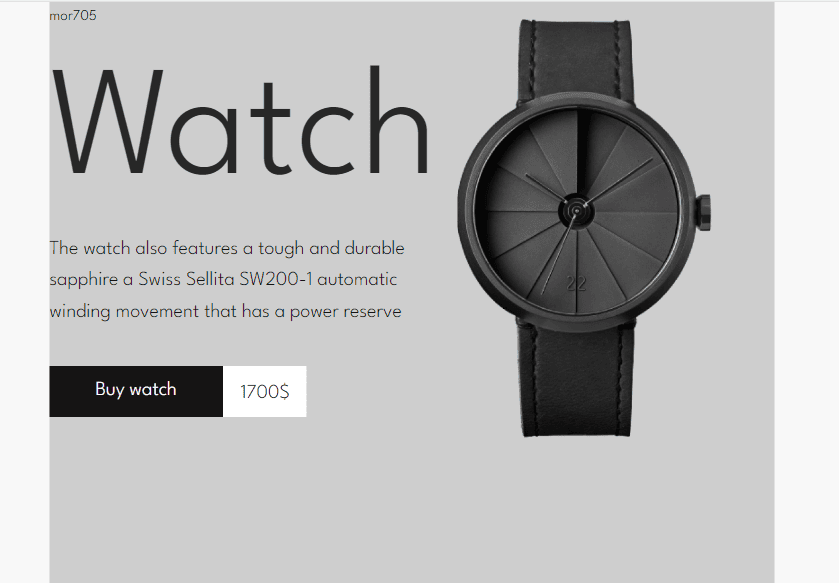 mor705
Watch
The watch also features a tough and durable
sapphire a Swiss Sellita SW200-1 automatic
winding movement that has a power reserve
Buy watch
1700$
22